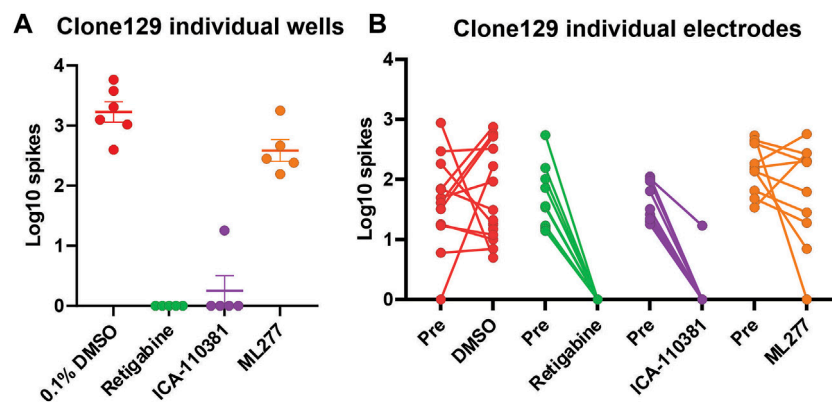 A Clone129 individual wells
Log10 spikes
4
3
2
1
0
0.1% DMSO
Retigabine
ICA-110381
ML277
B Clone129 individual electrodes
Log10 spikes
4
3
2
1
0
Pre
DMSO
Pre
Retigabine
Pre
ICA-110381
Pre
ML277